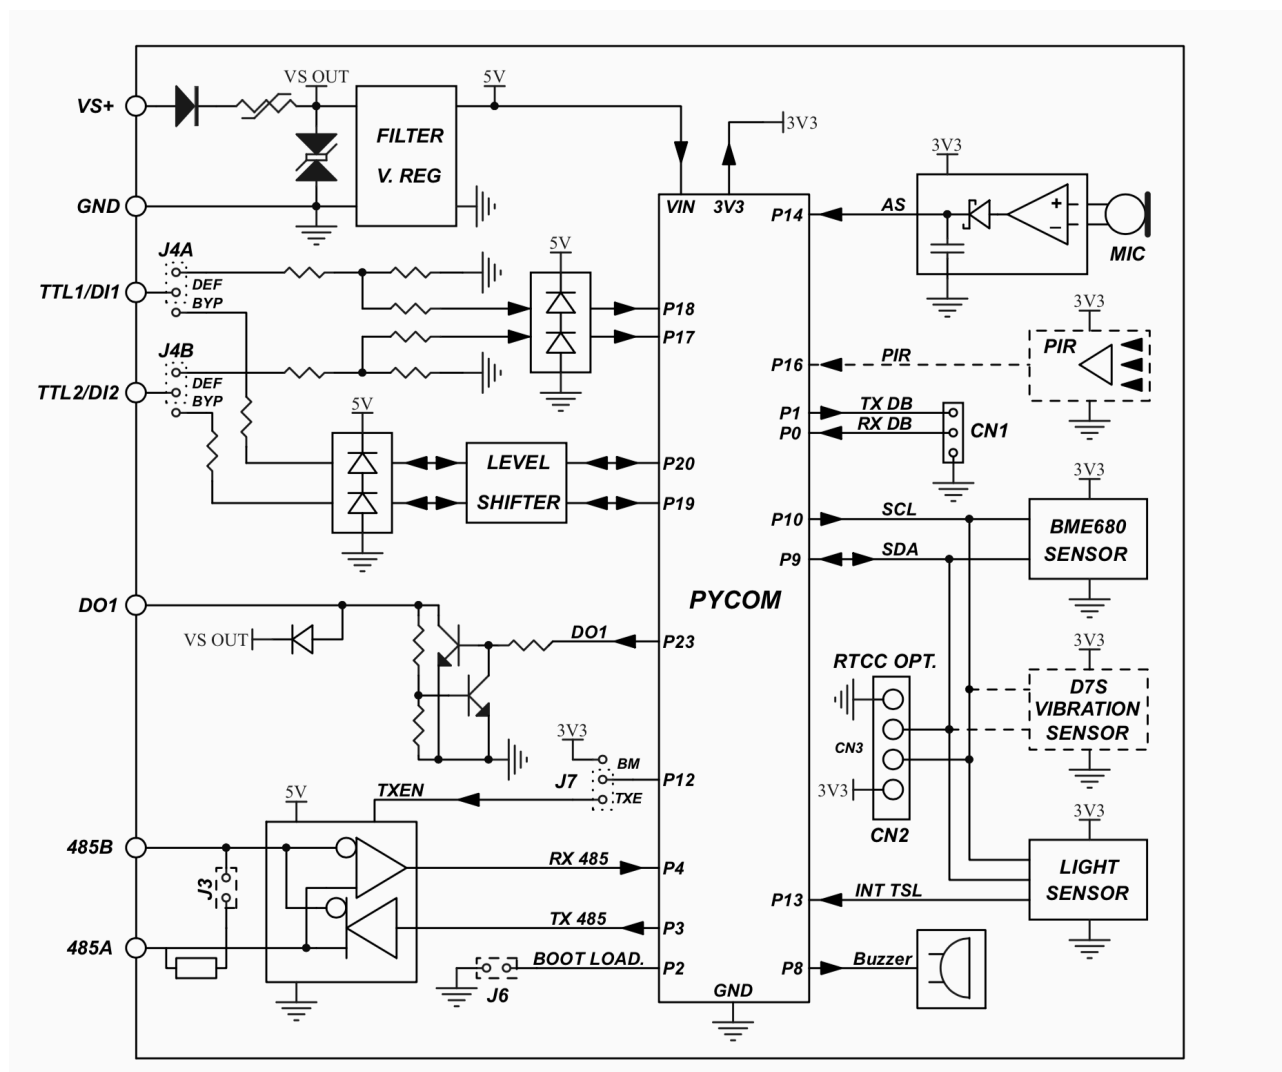 VS+
VS OUT
FILTER
V. REG
5V
3V3
GND
VIN
3V3
P14
AS
3V3
MIC
J4A
TTL1/DI1
DEF
BYP
5V
P18
P17
J4B
TTL2/DI2
DEF
BYP
5V
LEVEL
SHIFTER
P20
P19
3V3
PIR
P16
PIR
P1
TX DB
P0
RX DB
CN1
3V3
P10
SCL
P9
SDA
BME680
SENSOR
PYCOM
DO1
VS OUT
DO1
P23
3V3
RTCC OPT.
D7S
VIBRATION
SENSOR
CN3
3V3
CN2
3V3
BM
J7
TXE
P12
TXEN
5V
485B
J3
RX 485
P4
485A
TX 485
P3
BOOT LOAD.
P2
J6
3V3
LIGHT
SENSOR
P13
INT TSL
P8
Buzzer
GND